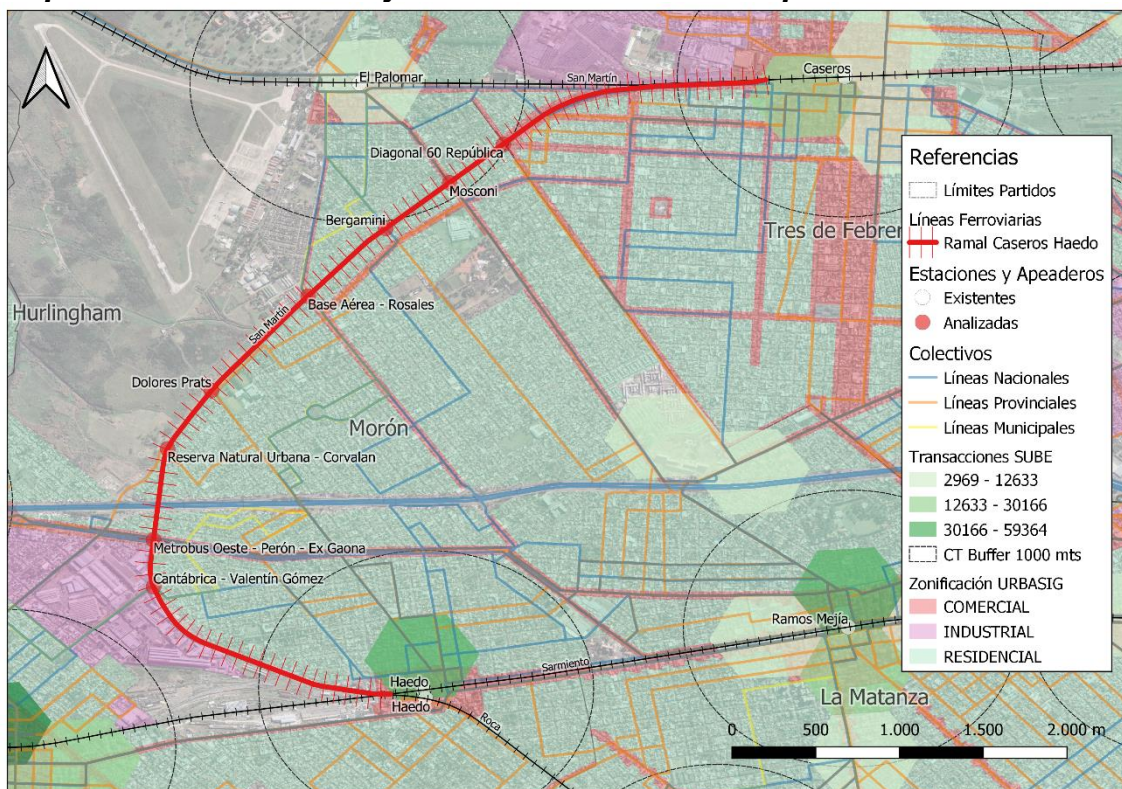 El Palomar
San Martín
Caseros
Diagonal 60 República
Mosconi
Bergamini
Base Aérea - Rosales
San Martín
Hurlingham
Dolores Prats
Morón
Reserva Natural Urbana - Corvalan
Metrobus Oeste - Perón - Ex Gaona
Cantábrica - Valentín Gómez
Tres de Febrer
Ramos Mejía
Sarmiento
Haedo
Haedo
Roca
La Matanza
Referencias
Límites Partidos
Líneas Ferroviarias
Ramal Caseros Haedo
Estaciones y Apeaderos
Existentes
Analizadas
Colectivos
Líneas Nacionales
Líneas Provinciales
Líneas Municipales
Transacciones SUBE
2969 - 12633
12633 - 30166
30166 - 59364
CT Buffer 1000 mts
Zonificación URBASIG
COMERCIAL
INDUSTRIAL
RESIDENCIAL
0 500 1.000 1.500 2.000 m